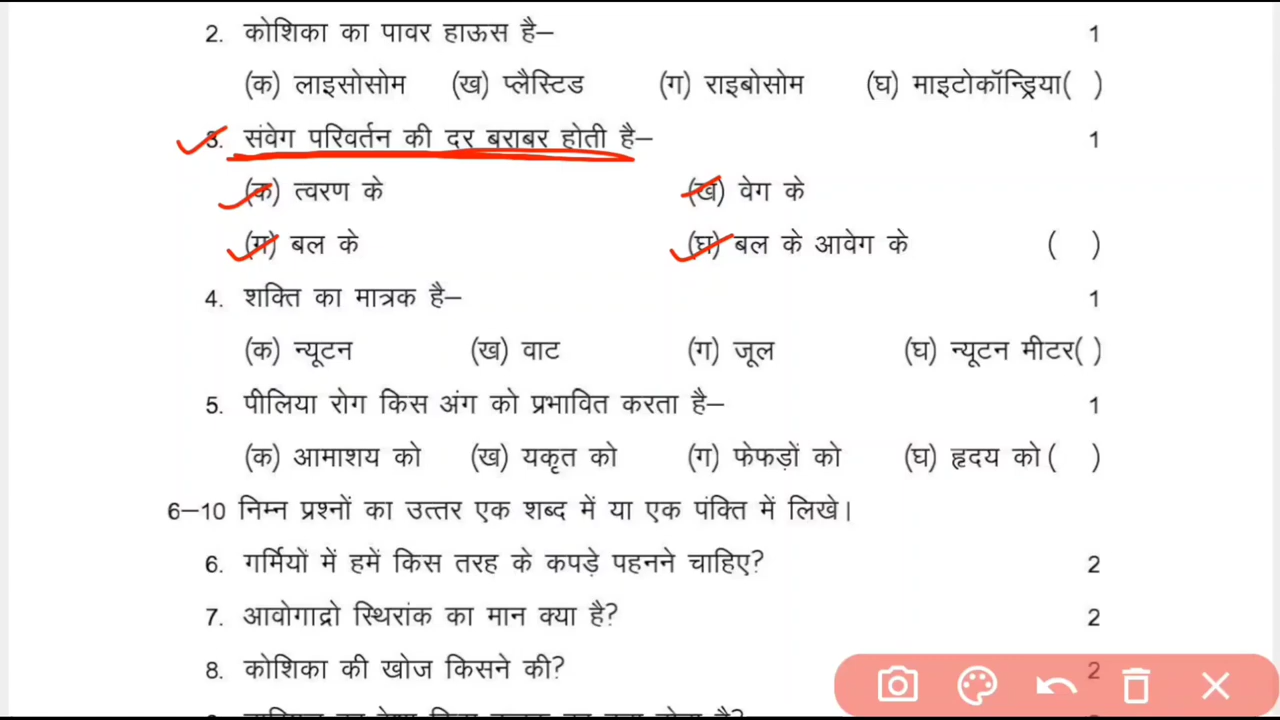 2. कोशिका का पावर हाऊस है– 1
(क) लाइसोसोम (ख) प्लैस्टिड (ग) राइबोसोम (घ) माइटोकॉन्ड्रिया( )
3. संवेग परिवर्तन की दर बराबर होती है– 1
(क) त्वरण के (ख) वेग के
(ग) बल के (घ) बल के आवेग के ( )
4. शक्ति का मात्रक है– 1
(क) न्यूटन (ख) वाट (ग) जूल (घ) न्यूटन मीटर( )
5. पीलिया रोग किस अंग को प्रभावित करता है– 1
(क) आमाशय को (ख) यकृत को (ग) फेफड़ों को (घ) हृदय को ( )
6–10 निम्न प्रश्नों का उत्तर एक शब्द में या एक पंक्ति में लिखे।
6. गर्मियों में हमें किस तरह के कपड़े पहनने चाहिए? 2
7. आवोगाद्रो स्थिरांक का मान क्या है? 2
8. कोशिका की खोज किसने की? 2